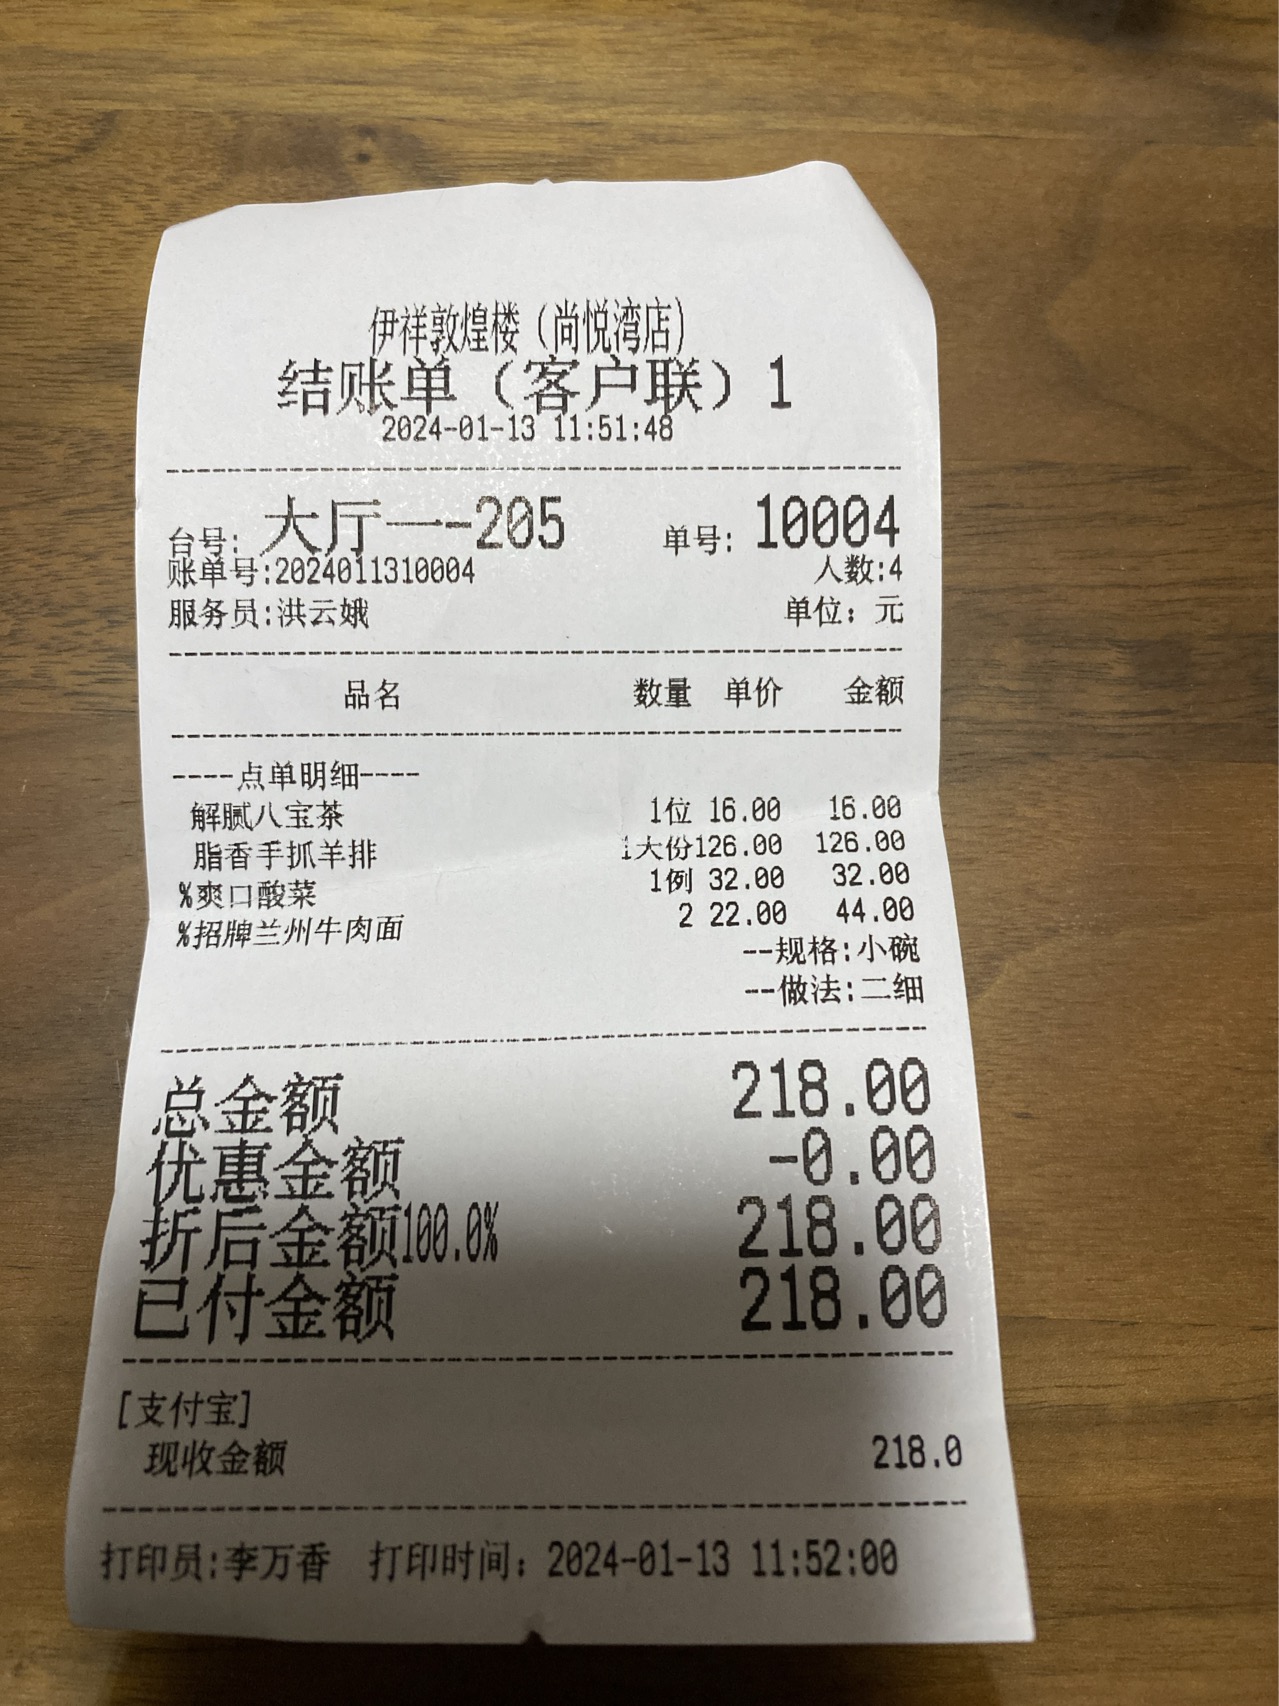 伊祥敦煌楼（尚悦湾店）
结账单（客户联）1
2024-01-13 11:51:48
台号: 大厅一-205 单号: 10004
账单号:2024011310004 人数:4
服务员:洪云娥 单位: 元
品名 数量 单价 金额
----点单明细----
解腻八宝茶 1位 16.00 16.00
脂香手抓羊排 1大份126.00 126.00
%爽口酸菜 1例 32.00 32.00
%招牌兰州牛肉面 2 22.00 44.00
--规格:小碗
--做法:二细
总金额 218.00
优惠金额 -0.00
折后金额100.0% 218.00
已付金额 218.00
[支付宝]
现收金额 218.0
打印员:李万香 打印时间: 2024-01-13 11:52:00